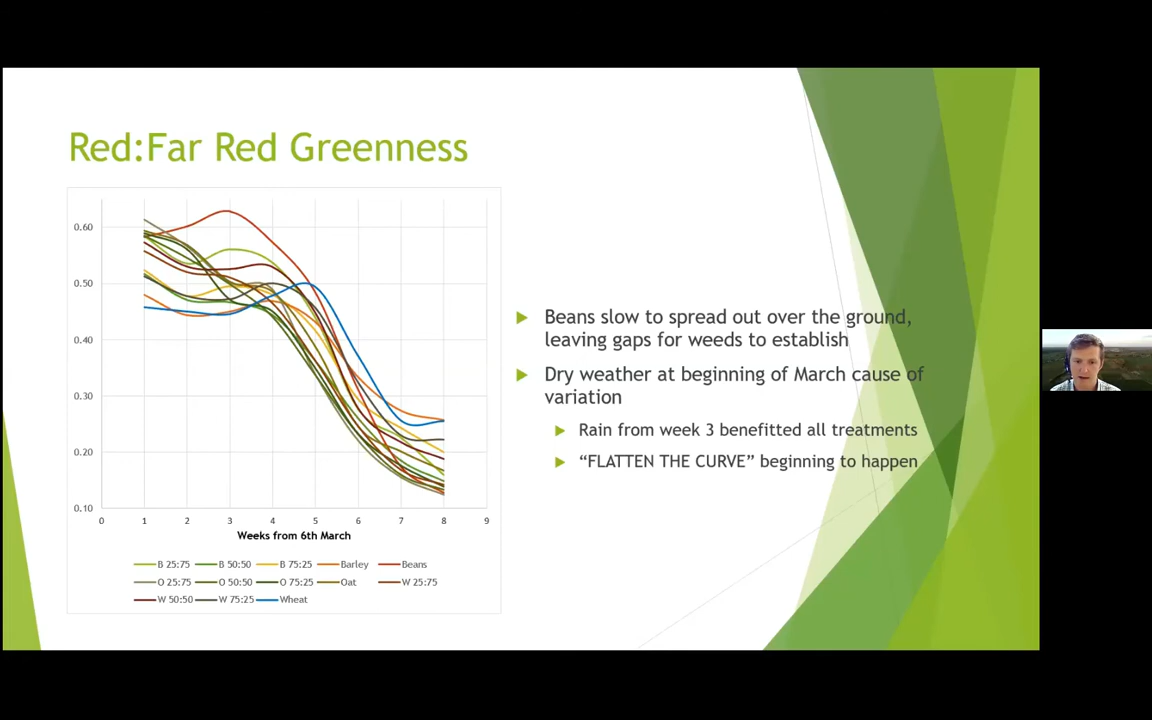 Red:Far Red Greenness
0.60
0.50
0.40
0.30
0.20
0.10
0 1 2 3 4 5 6 7 8 9
Weeks from 6th March
B 25:75 B 50:50 B 75:25 Barley Beans
O 25:75 O 50:50 O 75:25 Oat W 25:75
W 50:50 W 75:25 Wheat
Beans slow to spread out over the ground,
leaving gaps for weeds to establish
Dry weather at beginning of March cause of
variation
Rain from week 3 benefitted all treatments
“FLATTEN THE CURVE” beginning to happen